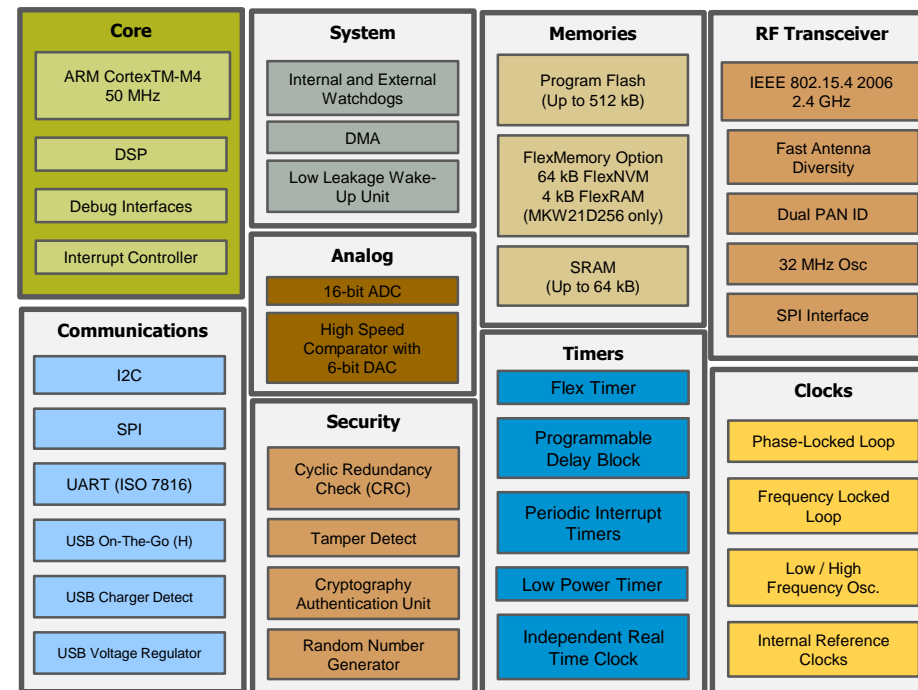 Core
ARM CortexTM-M4
50 MHz
DSP
Debug Interfaces
Interrupt Controller
Communications
I2C
SPI
UART (ISO 7816)
USB On-The-Go (H)
USB Charger Detect
USB Voltage Regulator
System
Internal and External
Watchdogs
DMA
Low Leakage Wake-
Up Unit
Analog
16-bit ADC
High Speed
Comparator with
6-bit DAC
Security
Cyclic Redundancy
Check (CRC)
Tamper Detect
Cryptography
Authentication Unit
Random Number
Generator
Memories
Program Flash
(Up to 512 kB)
FlexMemory Option
64 kB FlexNVM
4 kB FlexRAM
(MKW21D256 only)
SRAM
(Up to 64 kB)
Timers
Flex Timer
Programmable
Delay Block
Periodic Interrupt
Timers
Low Power Timer
Independent Real
Time Clock
RF Transceiver
IEEE 802.15.4 2006
2.4 GHz
Fast Antenna
Diversity
Dual PAN ID
32 MHz Osc
SPI Interface
Clocks
Phase-Locked Loop
Frequency Locked
Loop
Low / High
Frequency Osc.
Internal Reference
Clocks